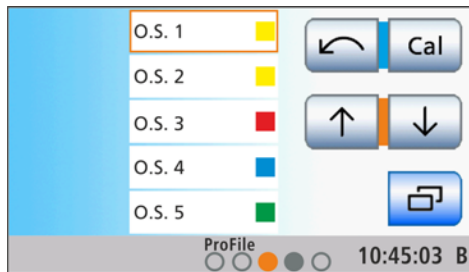 O.S. 1
Cal
O.S. 2
O.S. 3
O.S. 4
O.S. 5
ProFile
10:45:03 B